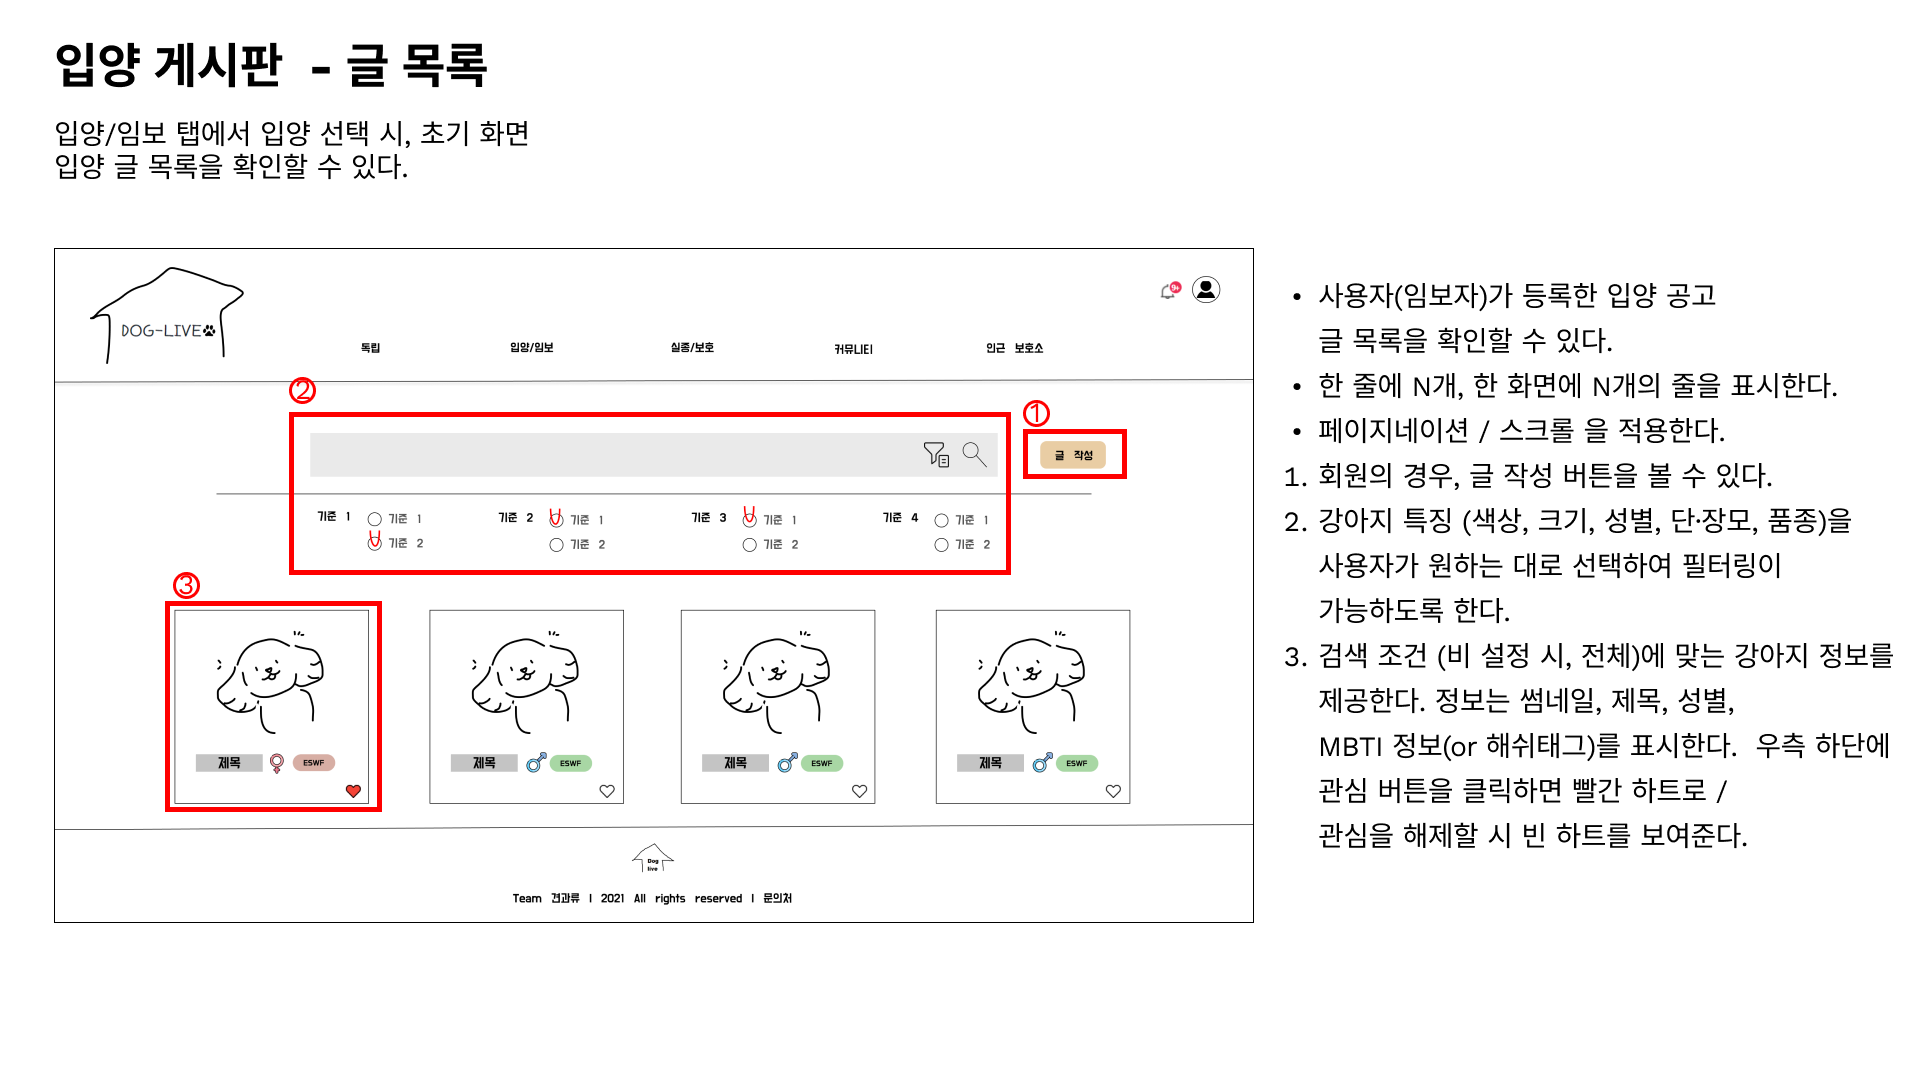 입양 게시판 - 글 목록
입양/임보 탭에서 입양 선택 시, 초기 화면
입양 글 목록을 확인할 수 있다.
DOG-LIVE
9+
독립
입양/임보
실종/보호
커뮤니티
인근 보호소
②
①
글 작성
기준 1
기준 1
기준 2
기준 2
기준 1
기준 2
기준 3
기준 1
기준 2
기준 4
기준 1
기준 2
③
제목
ESWF
제목
ESWF
제목
ESWF
제목
ESWF
Dog
live
Team 견과류 | 2021 All rights reserved | 문의처
• 사용자(임보자)가 등록한 입양 공고
글 목록을 확인할 수 있다.
• 한 줄에 N개, 한 화면에 N개의 줄을 표시한다.
• 페이지네이션 / 스크롤 을 적용한다.
1. 회원의 경우, 글 작성 버튼을 볼 수 있다.
2. 강아지 특징 (색상, 크기, 성별, 단·장모, 품종)을
사용자가 원하는 대로 선택하여 필터링이
가능하도록 한다.
3. 검색 조건 (비 설정 시, 전체)에 맞는 강아지 정보를
제공한다. 정보는 썸네일, 제목, 성별,
MBTI 정보(or 해쉬태그)를 표시한다. 우측 하단에
관심 버튼을 클릭하면 빨간 하트로 /
관심을 해제할 시 빈 하트를 보여준다.